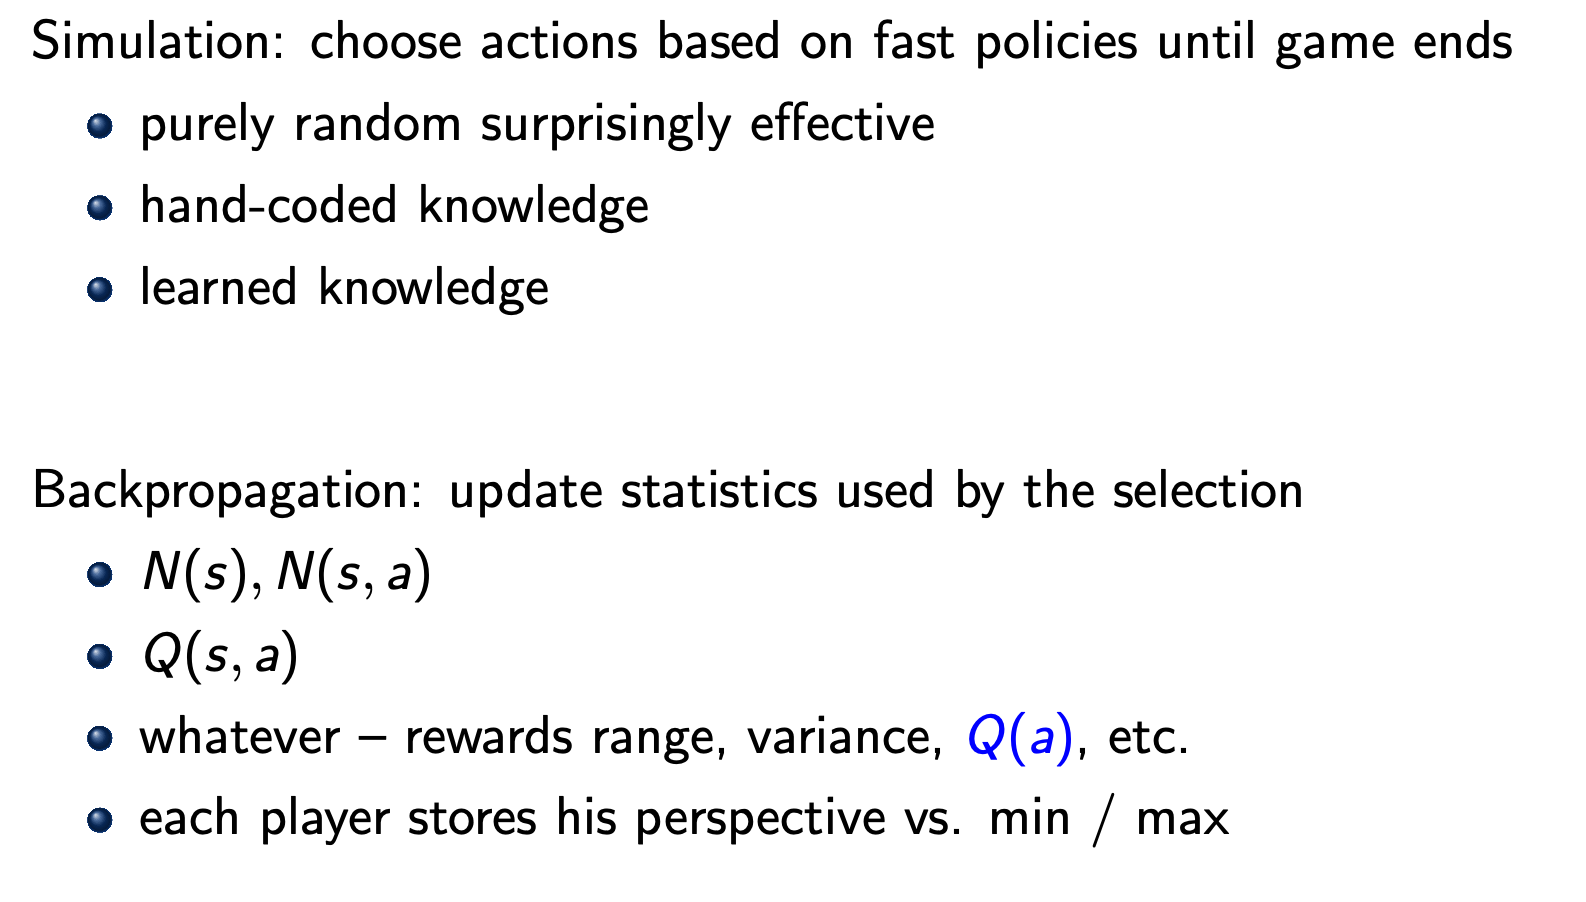 Simulation: choose actions based on fast policies until game ends
purely random surprisingly effective
hand-coded knowledge
learned knowledge
Backpropagation: update statistics used by the selection
N(s), N(s, a)
Q(s, a)
whatever – rewards range, variance, Q(a), etc.
each player stores his perspective vs. min / max